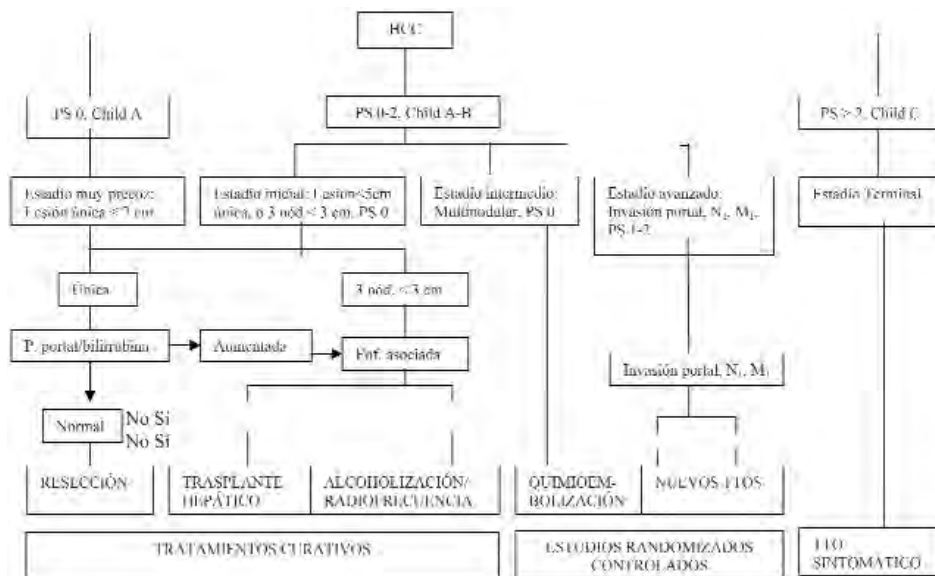 HCC
PS 0, Child A
PS 0-2, Child A-B
PS > 2, Child C
Estadio muy precoz:
Lesión única < 2 cm
Estadio inicial: Lesión<5cm
única, o 3 nód < 3 cm, PS 0
Estadio intermedio:
Multimodular, PS 0
Estadio avanzado:
Invasión portal, N1, M1,
PS 1-2
Estadio Terminal
Única
3 nód. < 3 cm
P. portal/bilirrubina
Aumentada
Enf. asociada
Invasión portal, N1, M1
Normal
No Si
No Si
RESECCIÓN
TRASPLANTE
HEPÁTICO
ALCOHOLIZACIÓN/
RADIOFRECUENCIA
QUIMIOEM-
BOLIZACIÓN
NUEVOS TTOS
TRATAMIENTOS CURATIVOS
ESTUDIOS RANDOMIZADOS
CONTROLADOS
TTO
SINTOMÁTICO